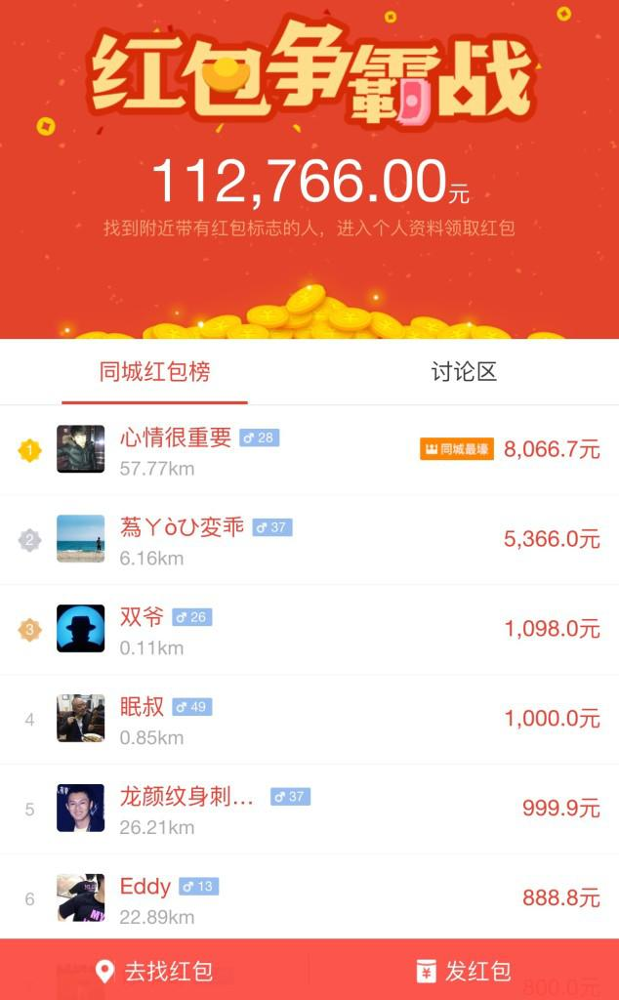 红包争霸战
112,766.00元
找到附近带有红包标志的人，进入个人资料领取红包
同城红包榜
讨论区
1
心情很重要
♂ 28
57.77km
同城最壕
8,066.7元
2
蒍丫òひ变乖
♂ 37
6.16km
5,366.0元
3
双爷
♂ 26
0.11km
1,098.0元
4
眠叔
♂ 49
0.85km
1,000.0元
5
龙颜纹身刺…
♂ 37
26.21km
999.9元
6
Eddy
♂ 13
22.89km
888.8元
去找红包
发红包
800.0元